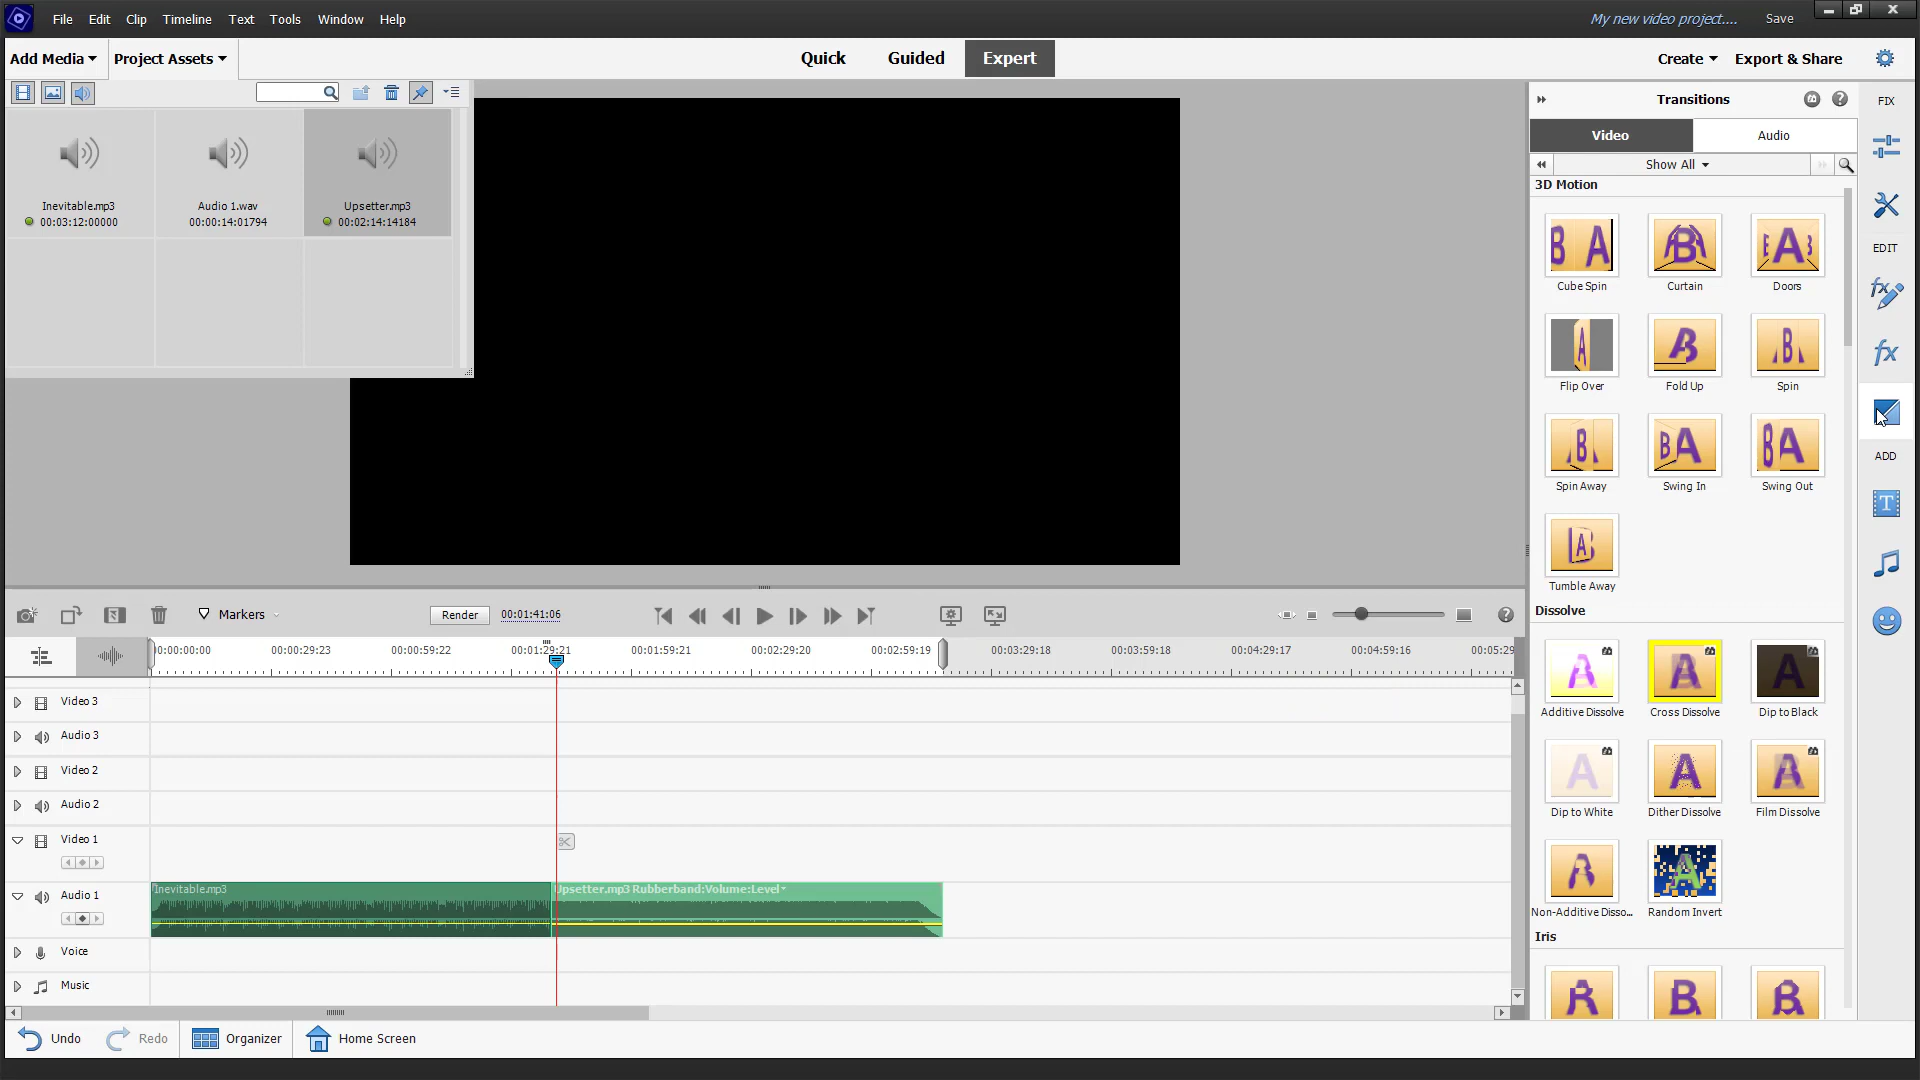 File Edit Clip Timeline Text Tools Window Help
My new video project.... Save
Add Media Project Assets
Quick Guided Expert
Create Export & Share
Transitions
FIX
Video Audio
Show All
3D Motion
Inevitable.mp3
00:03:12:00000
Audio 1.wav
00:00:14:01794
Upsetter.mp3
00:02:14:14184
EDIT
Cube Spin Curtain Doors
Flip Over Fold Up Spin
Spin Away Swing In Swing Out
ADD
Tumble Away
Dissolve
Additive Dissolve Cross Dissolve Dip to Black
Dip to White Dither Dissolve Film Dissolve
Non-Additive Disso... Random Invert
Iris
Markers Render 00:01:41:06
00:00:00:00 00:00:29:23 00:00:59:22 00:01:29:21 00:01:59:21 00:02:29:20 00:02:59:19 00:03:29:18 00:03:59:18 00:04:29:17 00:04:59:16 00:05:29
Video 3
Audio 3
Video 2
Audio 2
Video 1
Audio 1
Inevitable.mp3 Upsetter.mp3 Rubberband:Volume:Level
Voice
Music
Undo Redo Organizer Home Screen